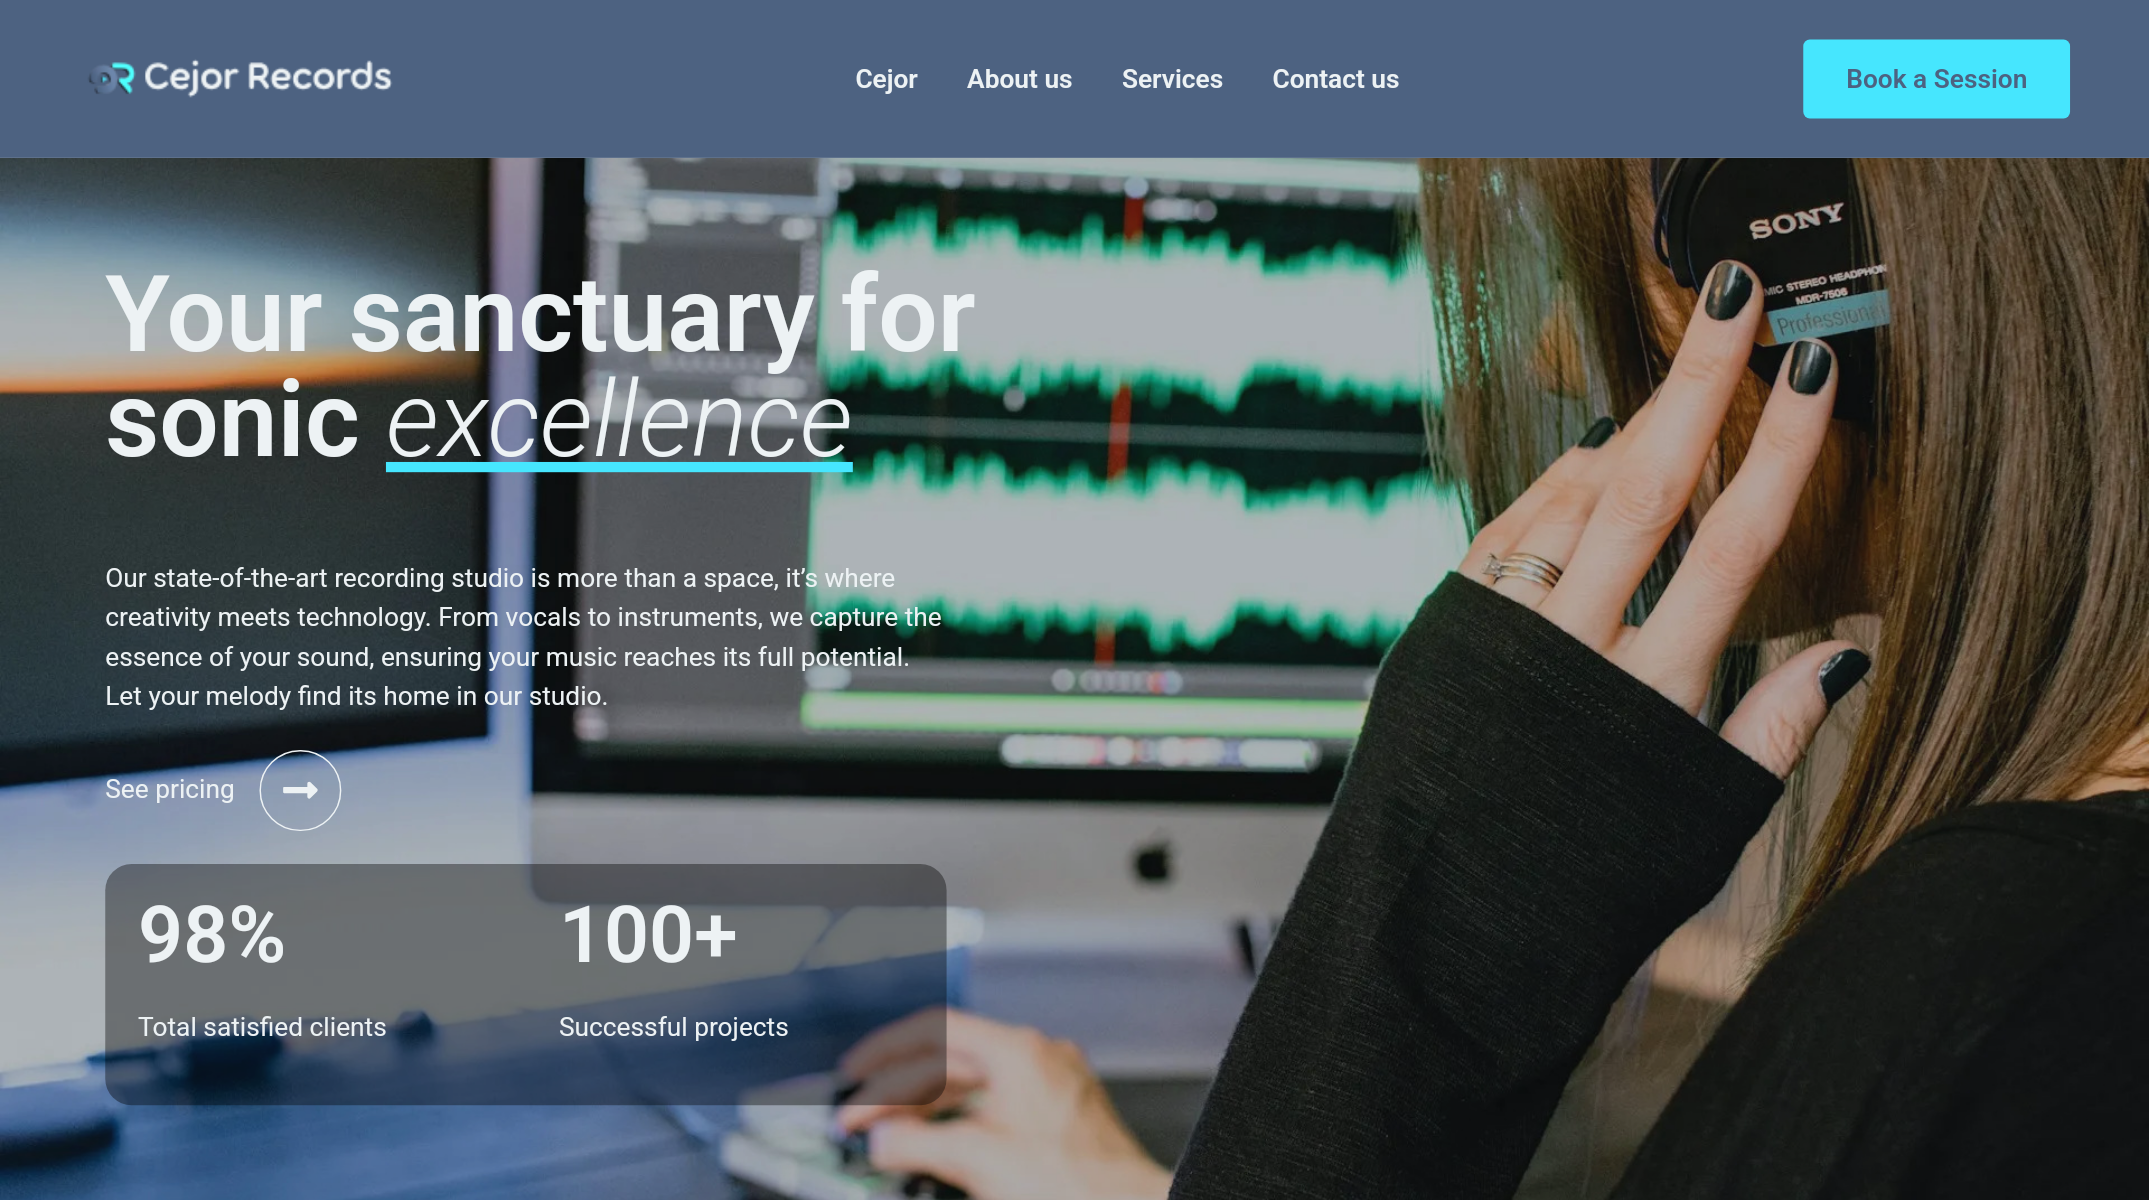 Cejor Records
Cejor
About us
Services
Contact us
Book a Session
SONY
MIC STEREO HEADPHON
MDR-7506
Professional
Your sanctuary for
sonic excellence
Our state-of-the-art recording studio is more than a space, it’s where
creativity meets technology. From vocals to instruments, we capture the
essence of your sound, ensuring your music reaches its full potential.
Let your melody find its home in our studio.
See pricing
98%
Total satisfied clients
100+
Successful projects